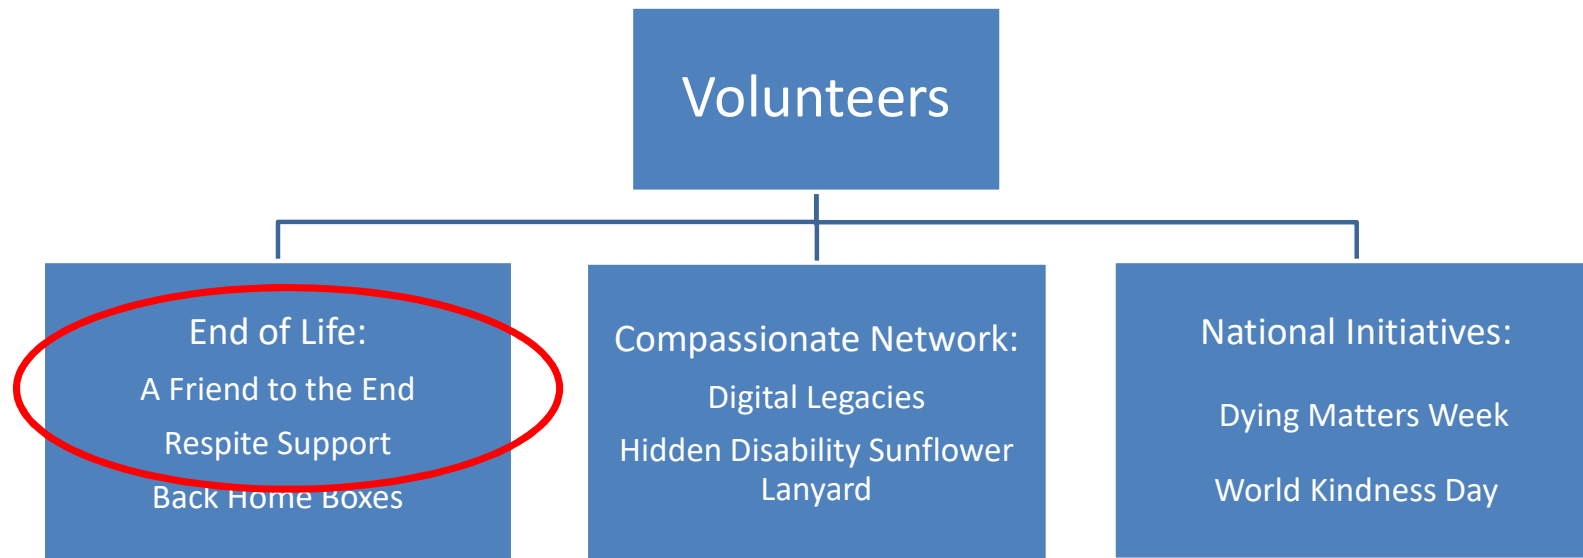 Volunteers
End of Life:
A Friend to the End
Respite Support
Back Home Boxes
Compassionate Network:
Digital Legacies
Hidden Disability Sunflower
Lanyard
National Initiatives:
Dying Matters Week
World Kindness Day